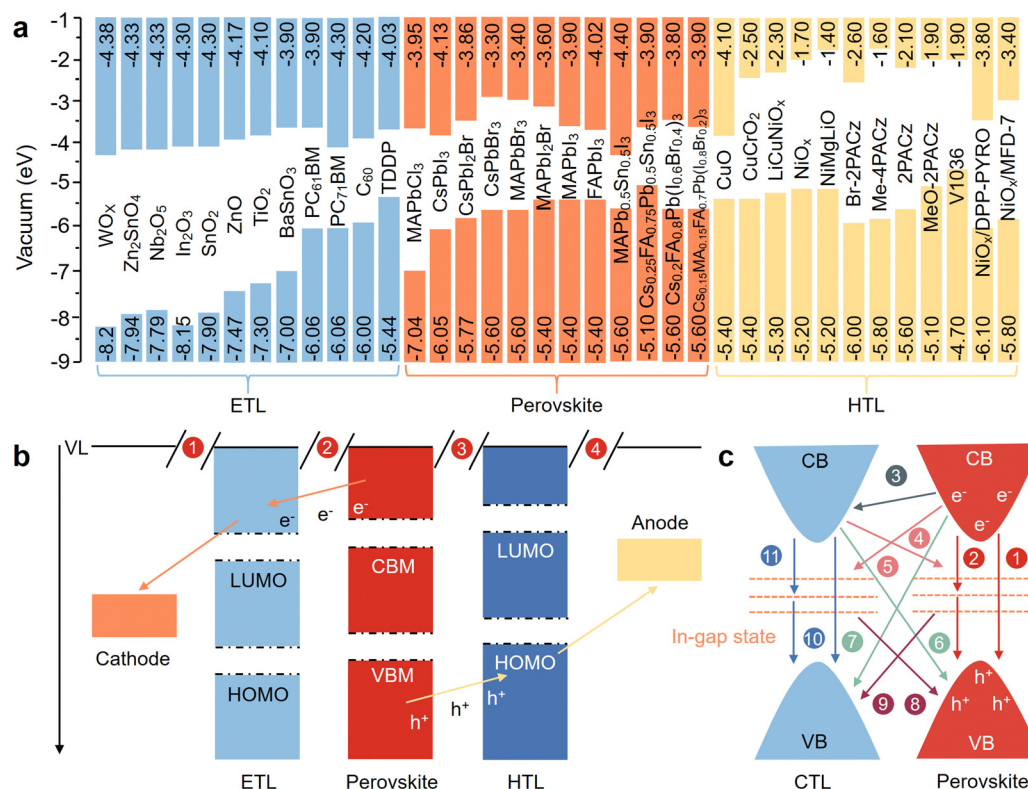 a
Vacuum (eV)
-1
-2
-3
-4
-5
-6
-7
-8
-9
-4.38
-4.33
-4.33
-4.30
-4.30
-4.17
-4.10
-3.90
-3.90
-4.30
-4.20
-4.03
-3.95
-4.13
-3.86
-3.30
-3.40
-3.60
-3.90
-4.02
-4.40
-3.90
-3.80
-3.90
-4.10
-2.50
-2.30
-1.70
-1.40
-2.60
-1.60
-2.10
-1.90
-1.90
-3.80
-3.40
WOₓ
Zn₂SnO₄
Nb₂O₅
In₂O₃
SnO₂
ZnO
TiO₂
BaSnO₃
PC₆₁BM
PC₇₁BM
C₆₀
TDDP
MAPbCl₃
CsPbI₃
CsPbI₂Br
CsPbBr₃
MAPbBr₃
MAPbI₂Br
MAPbI₃
FAPbI₃
MAPb₀.₅Sn₀.₅I₃
Cs₀.₂₅FA₀.₇₅Pb₀.₅Sn₀.₅I₃
Cs₀.₂FA₀.₈Pb(I₀.₆Br₀.₄)₃
Cs₀.₁₅MA₀.₁₅FA₀.₇Pb(I₀.₈Br₀.₂)₃
CuO
CuCrO₂
LiCuNiOₓ
NiOₓ
NiMgLiO
Br-2PACz
Me-4PACz
2PACz
MeO-2PACz
V1036
NiOₓ/DPP-PYRO
NiOₓ/MFD-7
-8.2
-7.94
-7.79
-8.15
-7.90
-7.47
-7.30
-7.00
-6.06
-6.06
-6.00
-5.44
-7.04
-6.05
-5.77
-5.60
-5.60
-5.40
-5.40
-5.40
-5.60
-5.10
-5.60
-5.60
-5.40
-5.40
-5.30
-5.20
-5.20
-6.00
-5.80
-5.60
-5.10
-4.70
-6.10
-5.80
ETL
Perovskite
HTL
b
VL
1
2
3
4
e⁻
e⁻
e⁻
Cathode
LUMO
HOMO
CBM
VBM
LUMO
HOMO
Anode
h⁺
h⁺
h⁺
ETL
Perovskite
HTL
c
CB
CB
e⁻ e⁻
e⁻
3
4
5
11
2
1
In-gap state
10
7
6
9
8
h⁺
h⁺ h⁺
VB
VB
CTL
Perovskite